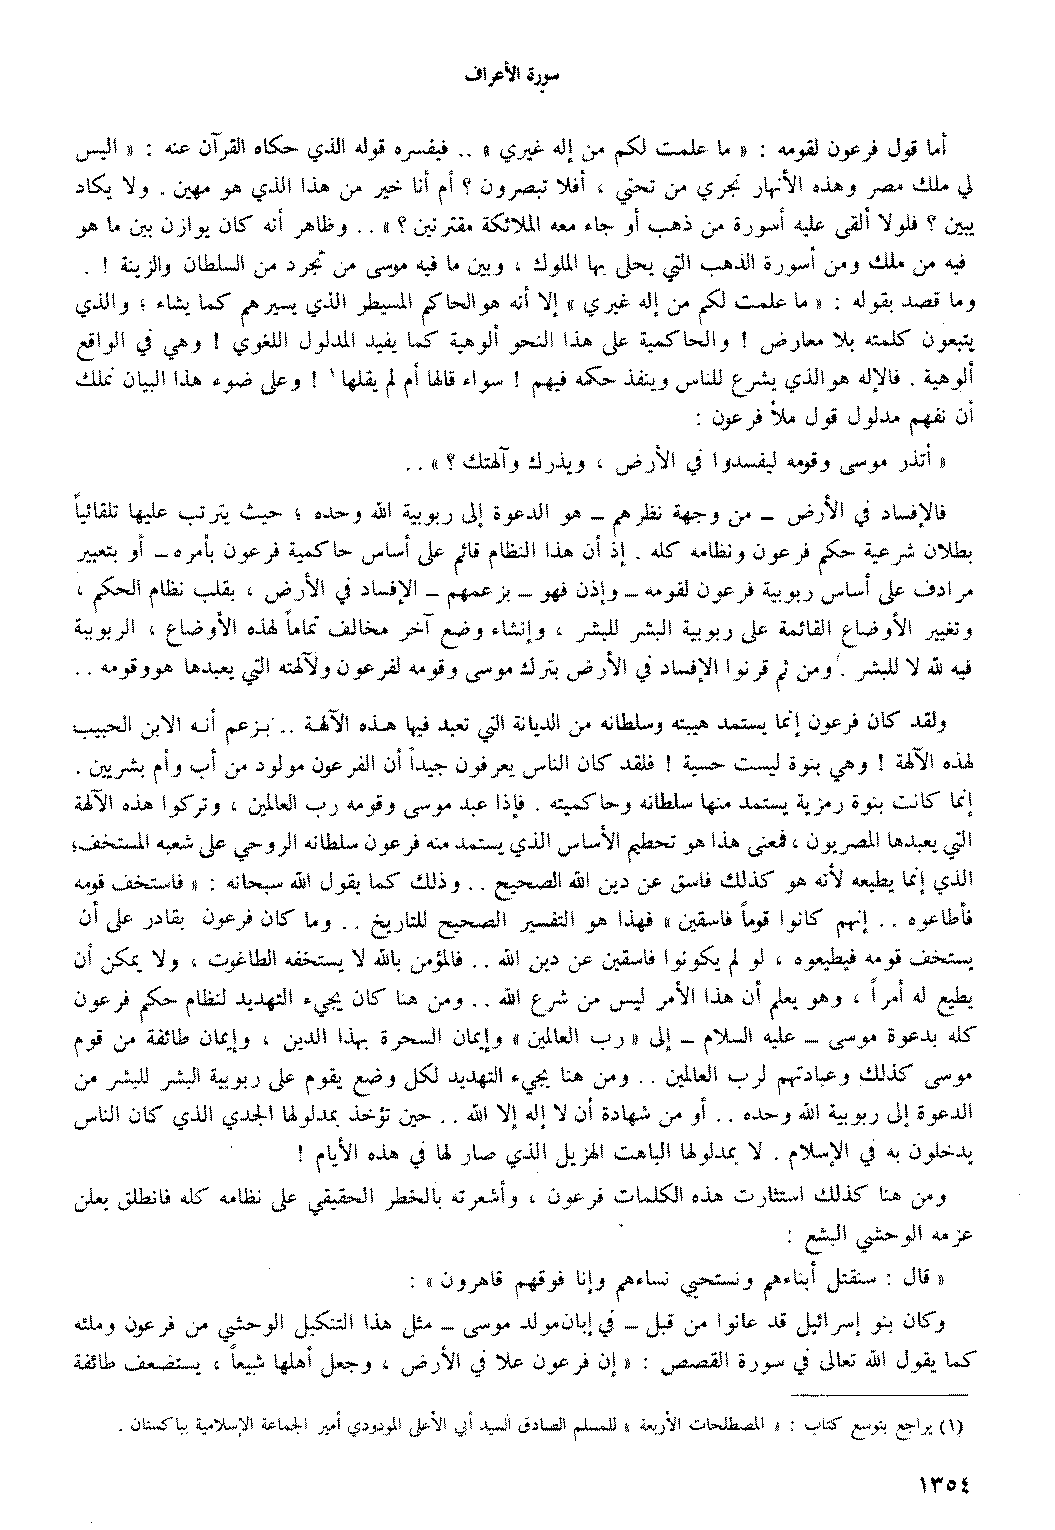 سورة الأعراف
أما قول فرعون لقومه : « ما علمت لكم من إله غيري » .. فيفسره قوله الذي حكاه القرآن عنه : « اليس
لي ملك مصر وهذه الأنهار تجري من تحتي ، أفلا تبصرون ؟ أم أنا خير من هذا الذي هو مهين . ولا يكاد
يبين ؟ فلولا ألقى عليه أسورة من ذهب أو جاء معه الملائكة مقترنين ؟ » .. وظاهر أنه كان يوازن بين ما هو
فيه من ملك ومن أسورة الذهب التي يحلى بها الملوك ، وبين ما فيه موسى من تجرد من السلطان والزينة ! .
وما قصد بقوله : « ما علمت لكم من إله غيري » إلا أنه هو الحاكم المسيطر الذي يسير هم كما يشاء ؛ والذي
يتبعون كلمته بلا معارض ! والحاكمية على هذا النحو ألوهية كما يفيد المدلول اللغوي ! وهي في الواقع
ألوهية . فالإله هو الذي يشرع للناس وينفذ حكمه فيهم ! سواء قالها أم لم يقلها ١ ! وعلى ضوء هذا البيان نملك
أن نفهم مدلول قول ملأ فرعون :
« أتذر موسى وقومه ليفسدوا في الأرض ، ويذرك وآلهتك ؟ » ..
فالإفساد في الأرض – من وجهة نظرهم – هو الدعوة إلى ربوبية الله وحده ؛ حيث يترتب عليها تلقائياً
بطلان شرعية حكم فرعون ونظامه كله . إذ أن هذا النظام قائم على أساس حاكمية فرعون بأمره – أو بتعبير
مرادف على أساس ربوبية فرعون لقومه – وإذن فهو – بزعمهم – الإفساد في الأرض ، بقلب نظام الحكم ،
وتغيير الأوضاع القائمة على ربوبية البشر للبشر ، وإنشاء وضع آخر مخالف تماماً لهذه الأوضاع ، الربوبية
فيه لله لا للبشر . ومن ثم قرنوا الإفساد في الأرض بترك موسى وقومه لفرعون ولآلهته التي يعبدها هو وقومه ..
ولقد كان فرعون إنما يستمد هيبته وسلطانه من الديانة التي تعبد فيها هذه الآلهة .. بزعم أنه الابن الحبيب
لهذه الآلهة ! وهي بنوة ليست حسية ! فلقد كان الناس يعرفون جيداً أن الفرعون مولود من أب وأم بشريين .
إنما كانت بنوة رمزية يستمد منها سلطانه وحاكميته . فإذا عبد موسى وقومه رب العالمين ، وتركوا هذه الآلهة
التي يعبدها المصريون ، فمعنى هذا هو تحطيم الأساس الذي يستمد منه فرعون سلطانه الروحي على شعبه المستخف؛
الذي إنما يطيعه لأنه هو كذلك فاسق عن دين الله الصحيح .. وذلك كما يقول الله سبحانه : « فاستخف قومه
فأطاعوه .. إنهم كانوا قوماً فاسقين » فهذا هو التفسير الصحيح للتاريخ .. وما كان فرعون بقادر على أن
يستخف قومه فيطيعوه ، لو لم يكونوا فاسقين عن دين الله .. فالمؤمن بالله لا يستخفه الطاغوت ، ولا يمكن أن
يطيع له أمراً ، وهو يعلم أن هذا الأمر ليس من شرع الله .. ومن هنا كان يجيء التهديد لنظام حكم فرعون
كله بدعوة موسى – عليه السلام – إلى « رب العالمين » وإيمان السحرة بهذا الدين ، وإيمان طائفة من قوم
موسى كذلك وعبادتهم لرب العالمين .. ومن هنا يجيء التهديد لكل وضع يقوم على ربوبية البشر للبشر من
الدعوة إلى ربوبية الله وحده .. أو من شهادة أن لا إله إلا الله .. حين تؤخذ بمدلولها الجدي الذي كان الناس
يدخلون به في الإسلام . لا بمدلولها الباهت الهزيل الذي صار لها في هذه الأيام !
ومن هنا كذلك استثارت هذه الكلمات فرعون ، وأشعرته بالخطر الحقيقي على نظامه كله فانطلق يعلن
عزمه الوحشي البشع :
« قال : سنقتل أبناءهم ونستحيي نساءهم وإنا فوقهم قاهرون » :
وكان بنو إسرائيل قد عانوا من قبل – في إبان مولد موسى – مثل هذا التنكيل الوحشي من فرعون وملئه
كما يقول الله تعالى في سورة القصص : « إن فرعون علا في الأرض ، وجعل أهلها شيعاً ، يستضعف طائفة
(١) يراجع بتوسع كتاب : « المصطلحات الأربعة » للمسلم الصادق السيد أبي الأعلى المودودي أمير الجماعة الإسلامية بباكستان .
١٣٥٤